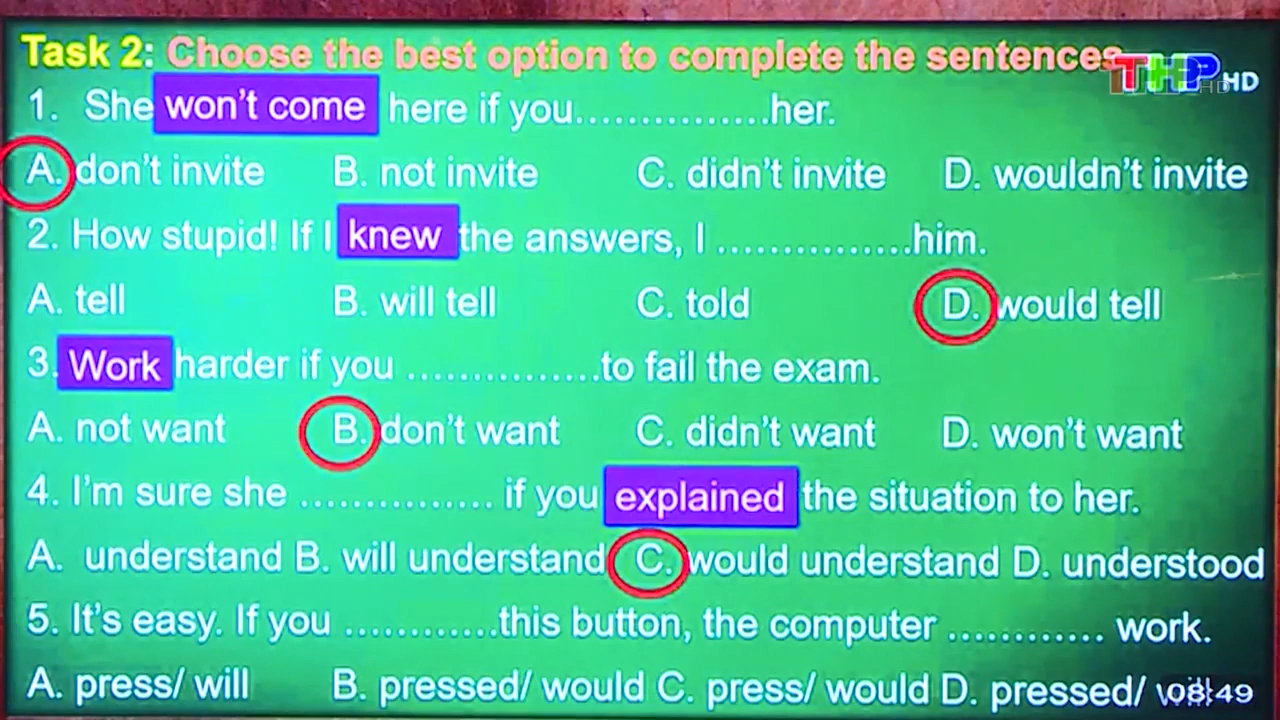 Task 2: Choose the best option to complete the sentences
THP HD
1. She won't come here if you...............her.
A. don't invite B. not invite C. didn't invite D. wouldn't invite
2. How stupid! If I knew the answers, I ...............him.
A. tell B. will tell C. told D. would tell
3. Work harder if you ...............to fail the exam.
A. not want B. don't want C. didn't want D. won't want
4. I'm sure she ............... if you explained the situation to her.
A. understand B. will understand C. would understand D. understood
5. It's easy. If you ............this button, the computer ............ work.
A. press/ will B. pressed/ would C. press/ would D. pressed/
08:49